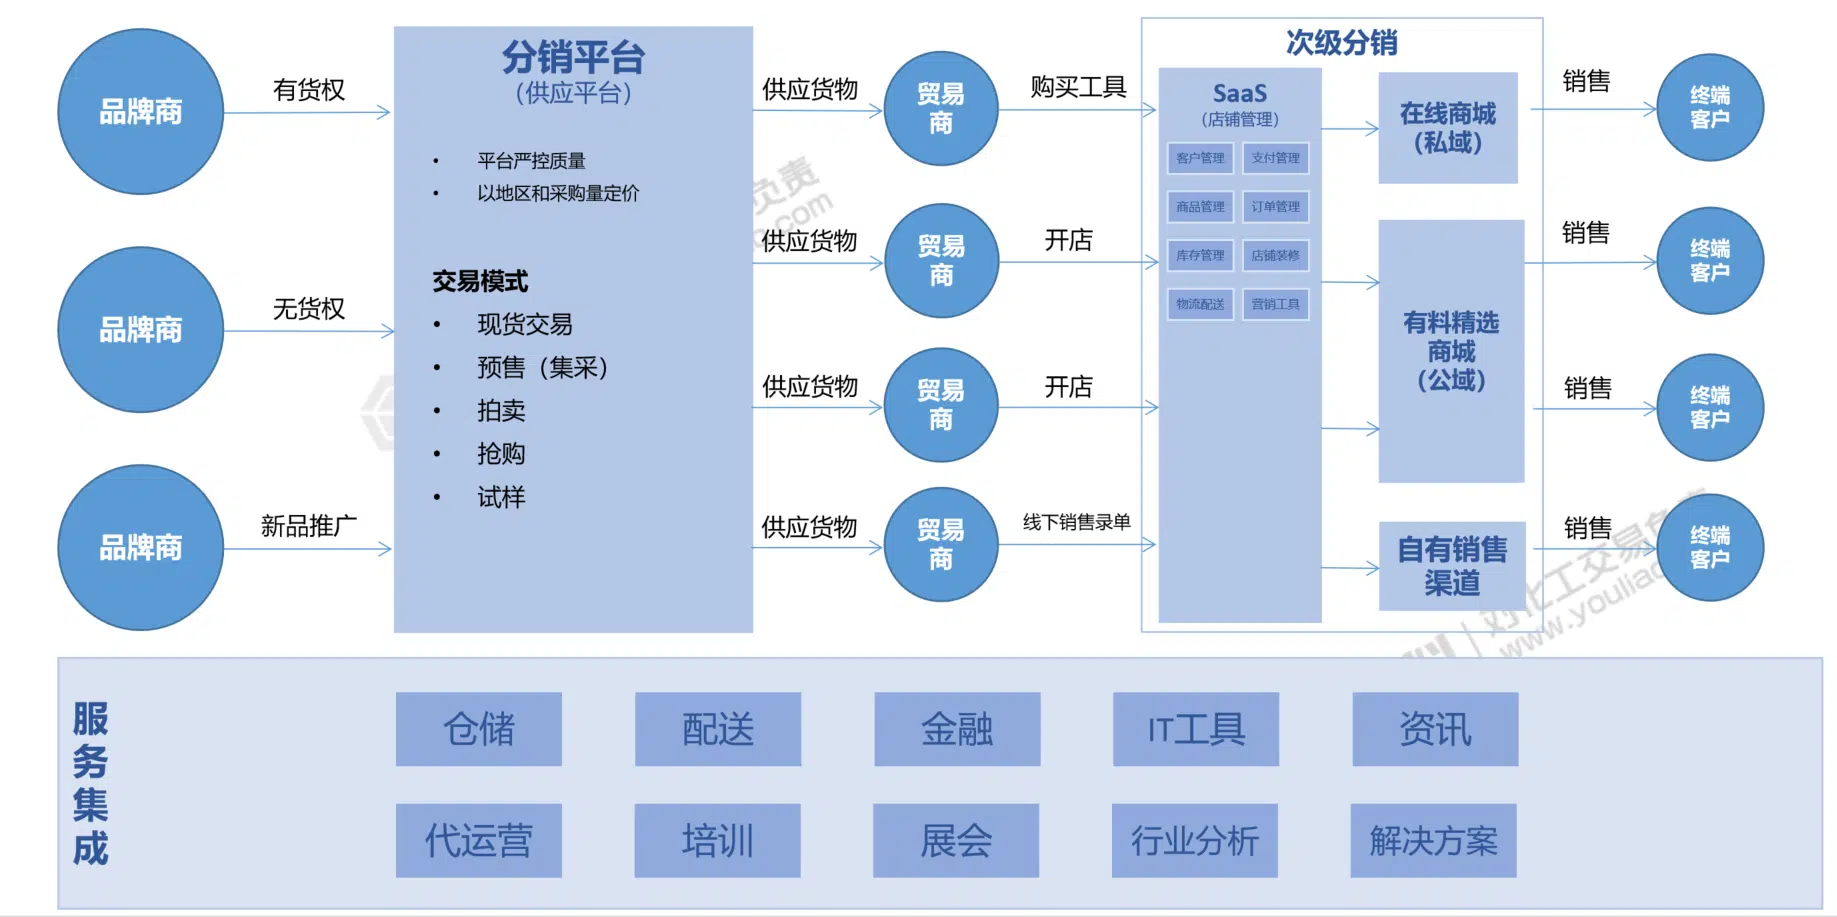 品牌商
有货权
品牌商
无货权
品牌商
新品推广
分销平台
（供应平台）
• 平台严控质量
• 以地区和采购量定价
交易模式
• 现货交易
• 预售（集采）
• 拍卖
• 抢购
• 试样
供应货物
供应货物
供应货物
供应货物
贸易
商
贸易
商
贸易
商
贸易
商
购买工具
开店
开店
线下销售录单
次级分销
SaaS
（店铺管理）
客户管理 支付管理
商品管理 订单管理
库存管理 店铺装修
物流配送 营销工具
在线商城
（私域）
有料精选
商城
（公域）
自有销售
渠道
销售
销售
销售
销售
终端
客户
终端
客户
终端
客户
终端
客户
负责
.com
对化工交易负
www.youliao
服
务
集
成
仓储 配送 金融 IT工具 资讯
代运营 培训 展会 行业分析 解决方案